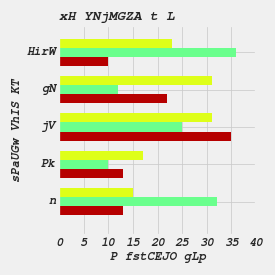 xH YNjMGZA t L
HirW
gN
jV
Pk
n
sPaUGw VhIS KT
0 5 10 15 20 25 30 35 40
P fstCEJO gLp